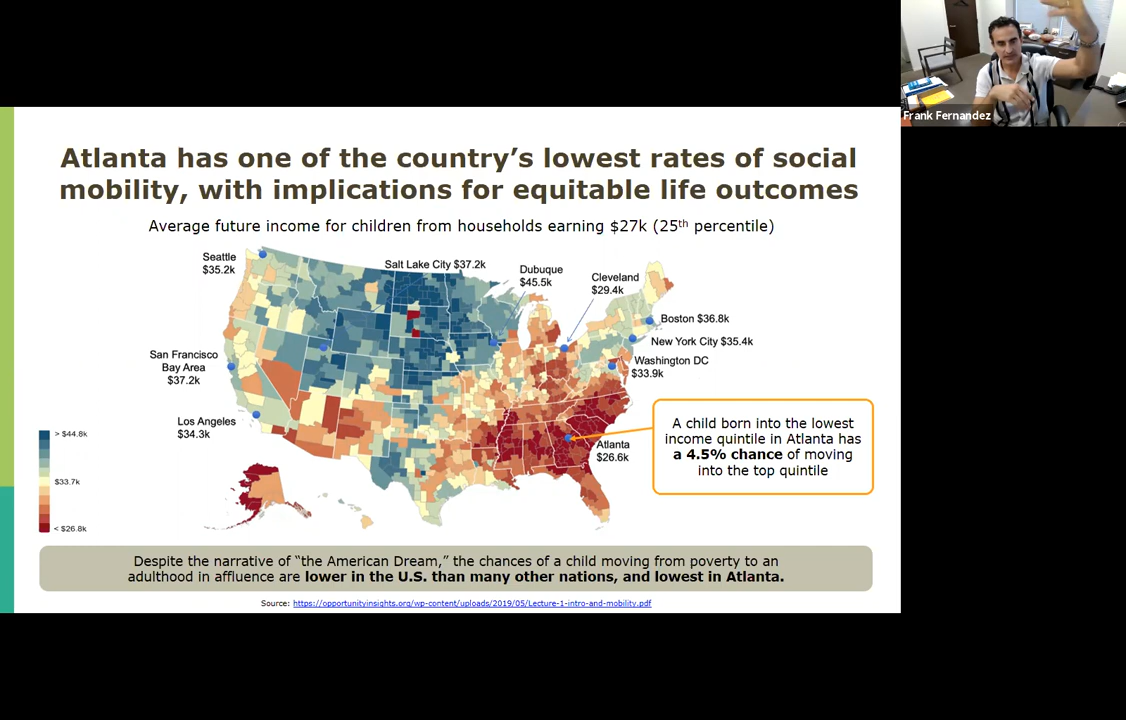 Frank Fernandez
Atlanta has one of the country's lowest rates of social
mobility, with implications for equitable life outcomes
Average future income for children from households earning $27k (25th percentile)
Seattle
$35.2k
Salt Lake City $37.2k
Dubuque
$45.5k
Cleveland
$29.4k
Boston $36.8k
New York City $35.4k
Washington DC
$33.9k
San Francisco
Bay Area
$37.2k
Los Angeles
$34.3k
Atlanta
$26.6k
> $44.8k
$33.7k
< $26.8k
A child born into the lowest
income quintile in Atlanta has
a 4.5% chance of moving
into the top quintile
Despite the narrative of “the American Dream,” the chances of a child moving from poverty to an
adulthood in affluence are lower in the U.S. than many other nations, and lowest in Atlanta.
Source: https://opportunityinsights.org/wp-content/uploads/2019/05/Lecture-1-intro-and-mobility.pdf